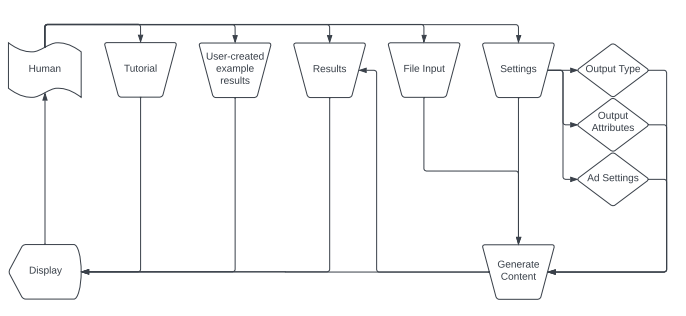 Human
Tutorial
User-created
example
results
Results
File Input
Settings
Output Type
Output
Attributes
Ad Settings
Display
Generate
Content